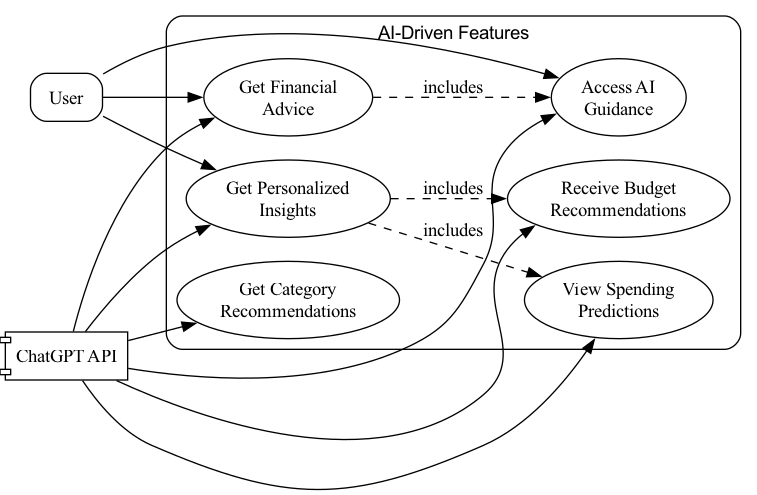 AI-Driven Features
User
Get Financial
Advice
includes
Access AI
Guidance
Get Personalized
Insights
includes
Receive Budget
Recommendations
includes
Get Category
Recommendations
View Spending
Predictions
ChatGPT API